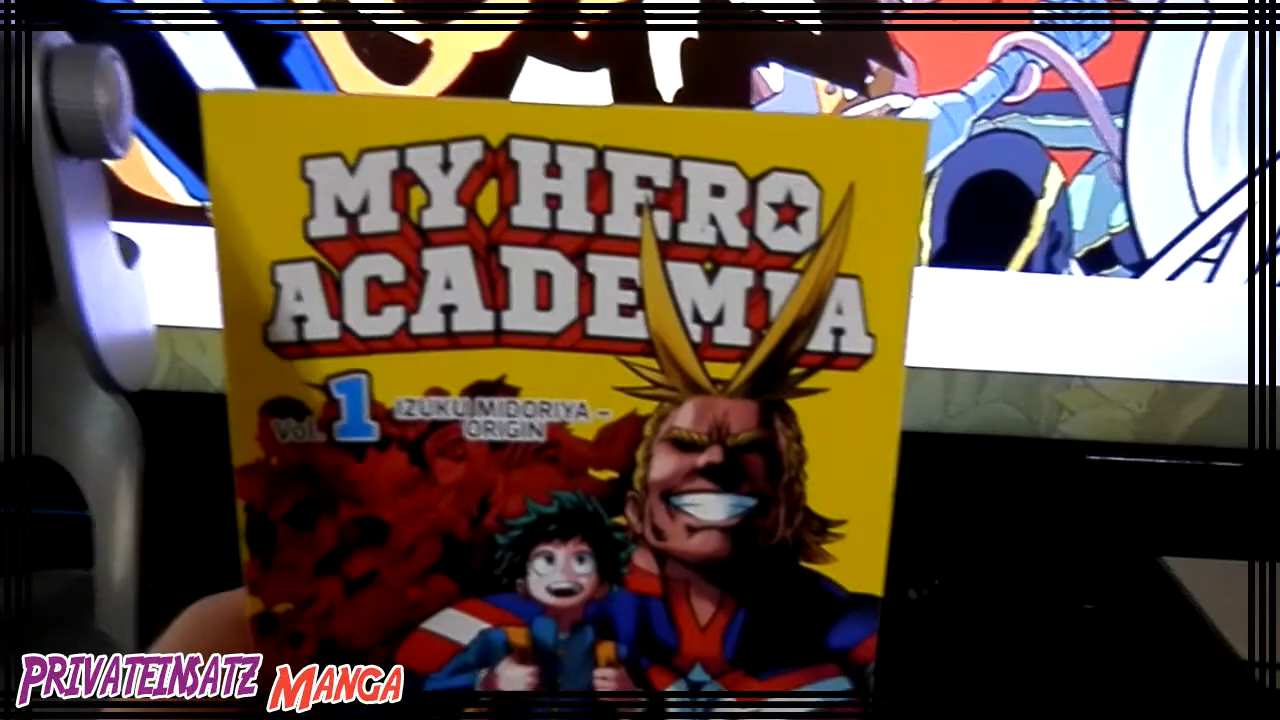 MY HERO
ACADEMIA
Vol. 1
IZUKU MIDORIYA –
ORIGIN
PRIVATEINSATZ MANGA